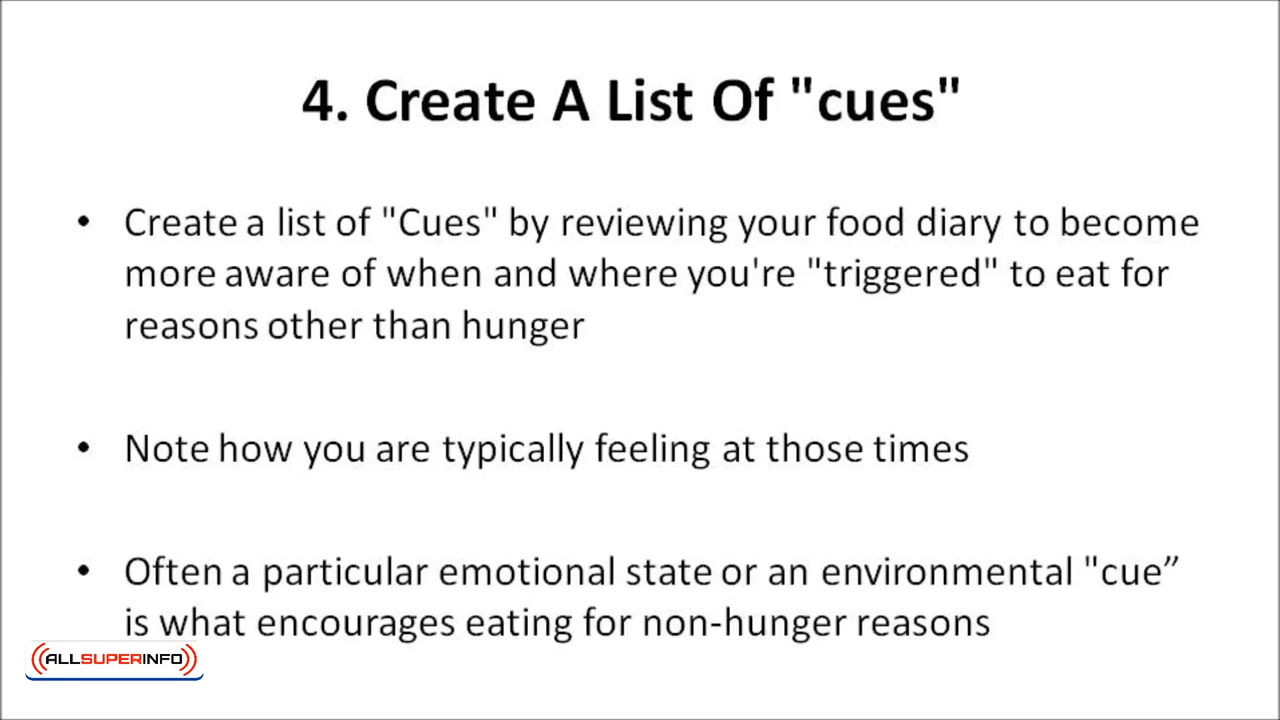 4. Create A List Of "cues"
• Create a list of "Cues" by reviewing your food diary to become
more aware of when and where you're "triggered" to eat for
reasons other than hunger
• Note how you are typically feeling at those times
• Often a particular emotional state or an environmental "cue”
is what encourages eating for non-hunger reasons
ALLSUPERINFO